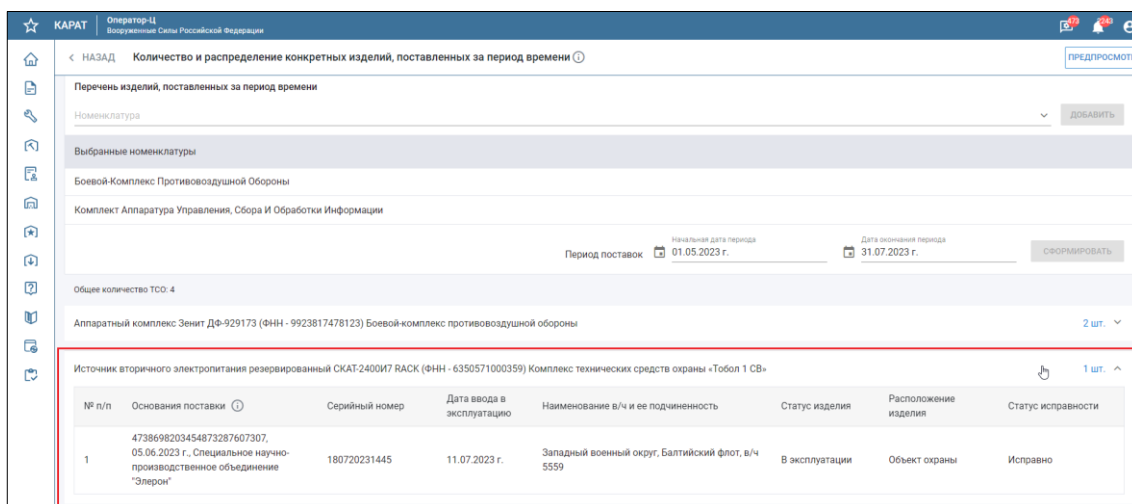 КАРАТ
Оператор-Ц
Вооруженные Силы Российской Федерации
473
240
НАЗАД
Количество и распределение конкретных изделий, поставленных за период времени
Перечень изделий, поставленных за период времени
Номенклатура
ДОБАВИТЬ
Выбранные номенклатуры
Боевой-Комплекс Противовоздушной Обороны
Комплект Аппаратура Управления, Сбора И Обработки Информации
Период поставок
Начальная дата периода
01.05.2023 г.
Дата окончания периода
31.07.2023 г.
СФОРМИРОВАТЬ
Общее количество ТСО: 4
Аппаратный комплекс Зенит ДФ-929173 (ФНН - 9923817478123) Боевой-комплекс противовоздушной обороны
2 шт.
Источник вторичного электропитания резервированный СКАТ-2400И7 RACK (ФНН - 6350571000359) Комплекс технических средств охраны «Тобол 1 СВ»
1 шт.
№ п/п
Основания поставки
Серийный номер
Дата ввода в
эксплуатацию
Наименование в/ч и ее подчиненность
Статус изделия
Расположение
изделия
Статус исправности
1
4738698203454873287607307,
05.06.2023 г., Специальное научно-
производственное объединение
"Элерон"
180720231445
11.07.2023 г.
Западный военный округ, Балтийский флот, в/ч
5559
В эксплуатации
Объект охраны
Исправно